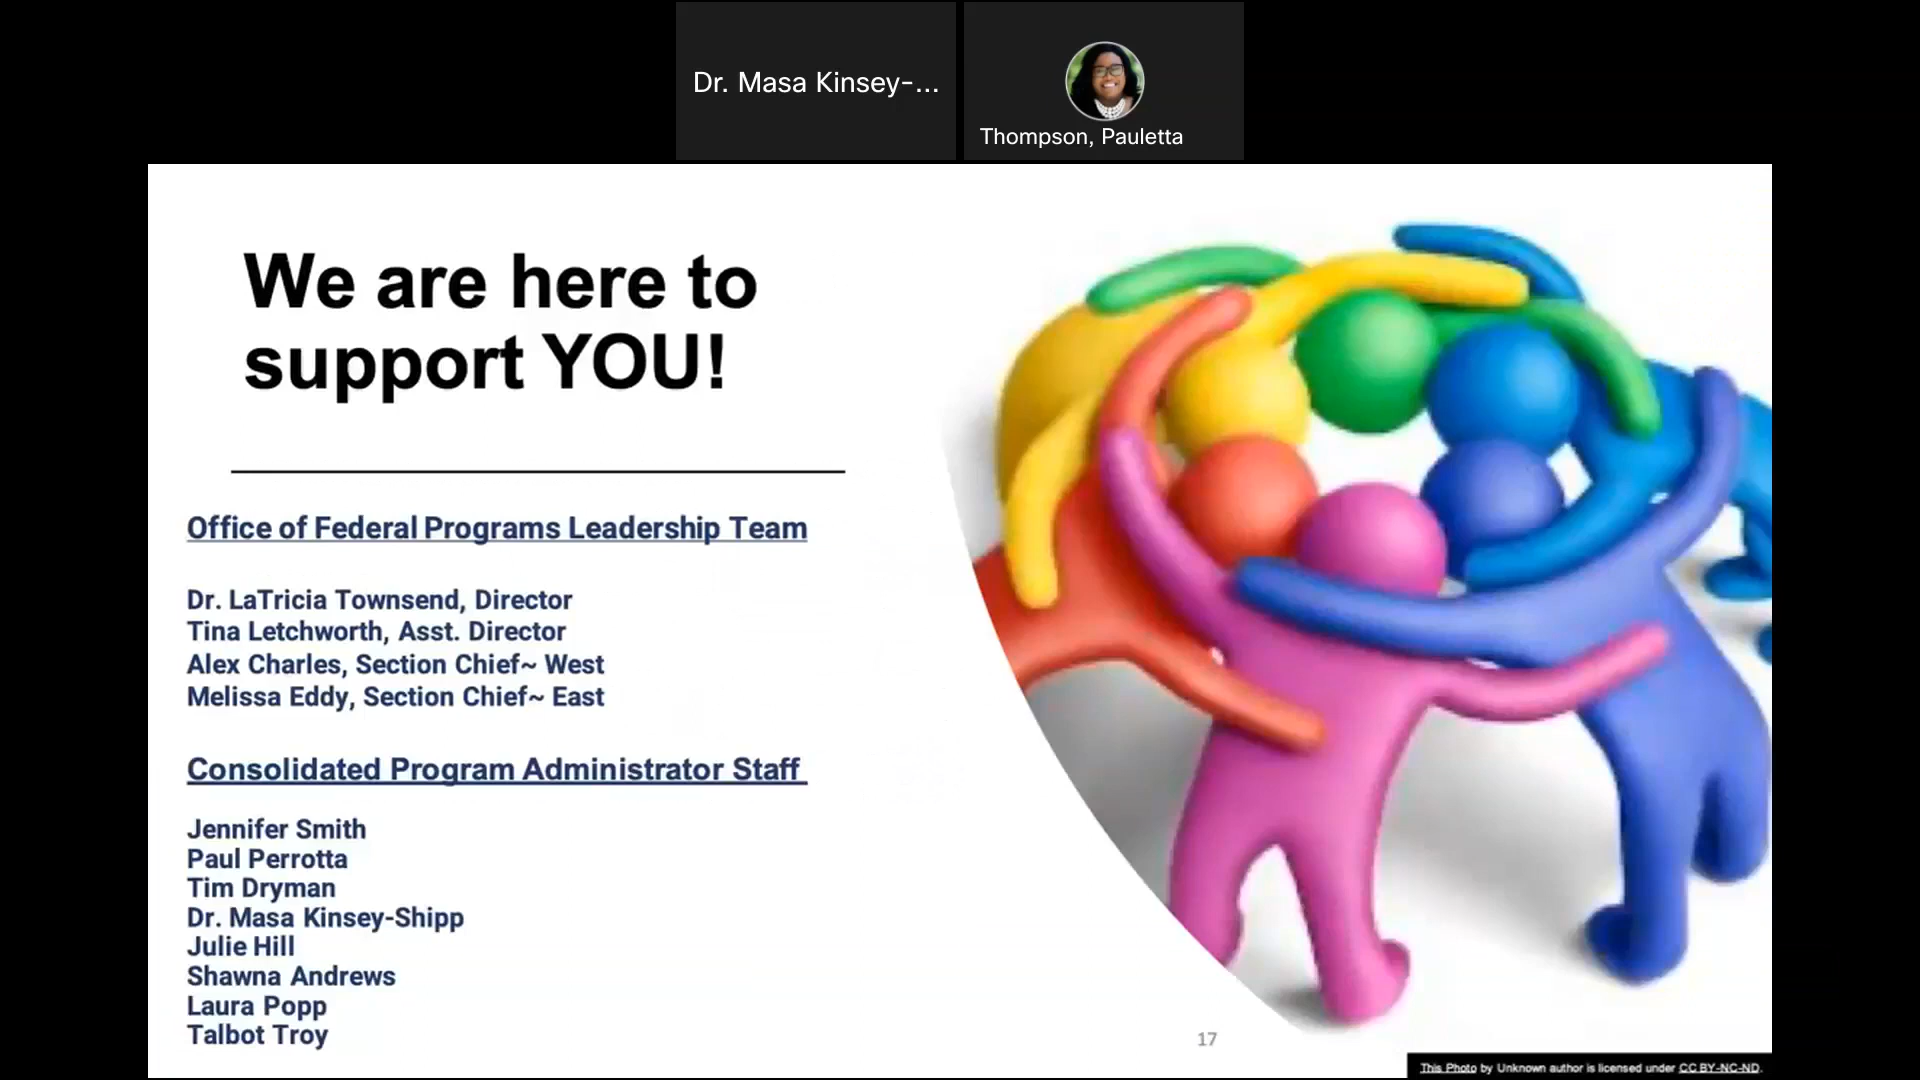 Dr. Masa Kinsey-...
Thompson, Pauletta
We are here to
support YOU!
Office of Federal Programs Leadership Team
Dr. LaTricia Townsend, Director
Tina Letchworth, Asst. Director
Alex Charles, Section Chief~ West
Melissa Eddy, Section Chief~ East
Consolidated Program Administrator Staff
Jennifer Smith
Paul Perrotta
Tim Dryman
Dr. Masa Kinsey-Shipp
Julie Hill
Shawna Andrews
Laura Popp
Talbot Troy
17
This Photo by Unknown author is licensed under CC BY-NC-ND.